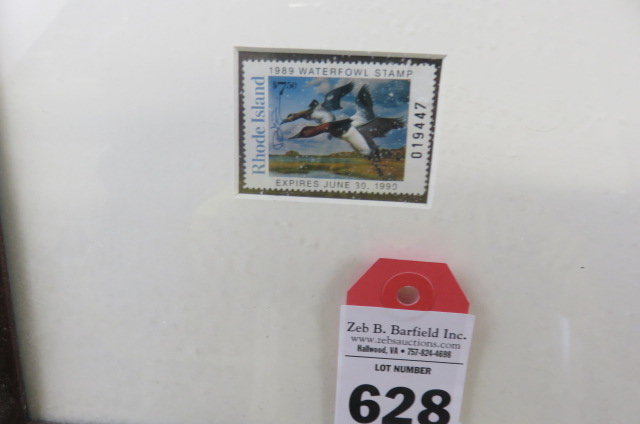 1989 WATERFOWL STAMP
$7.50
Rhode Island
019447
EXPIRES JUNE 30, 1990
Zeb B. Barfield Inc.
www.zebsauctions.com
Hallwood, VA • 757-824-4698
LOT NUMBER
628